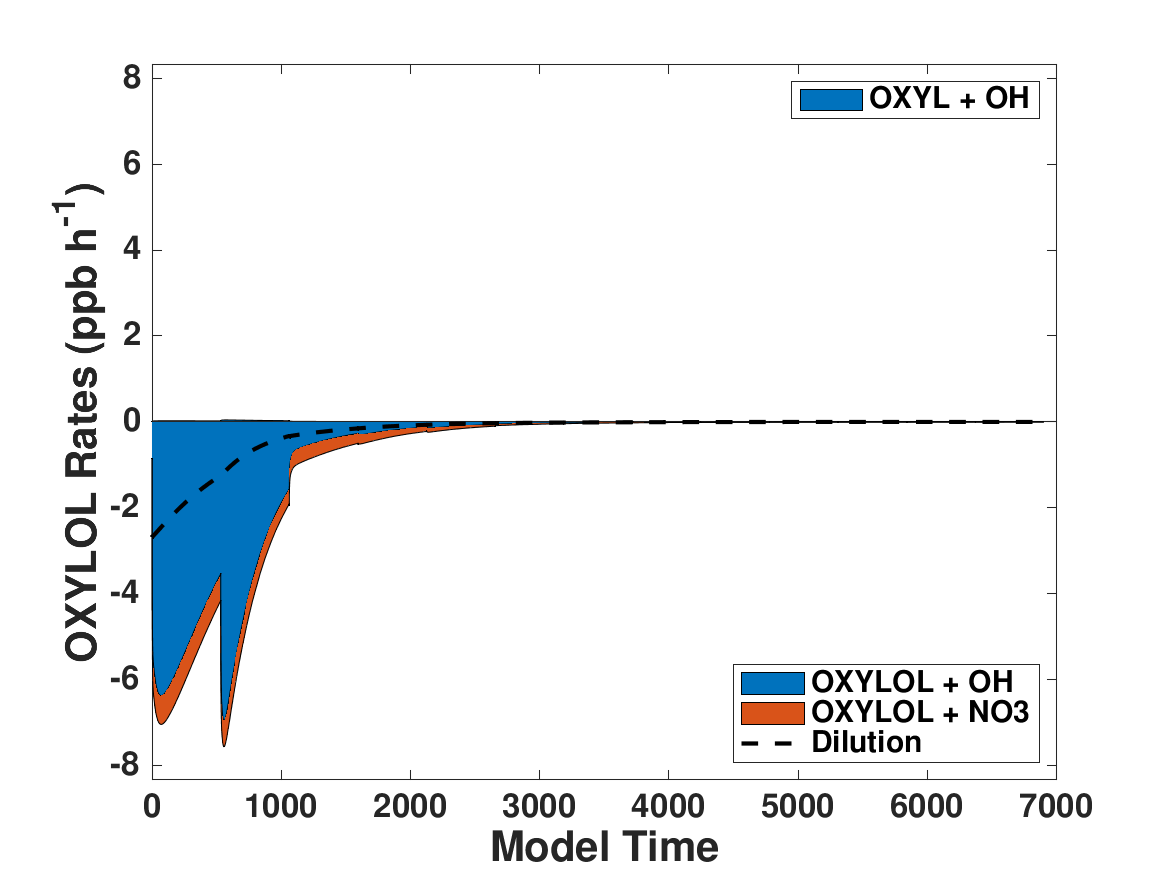 OXYL + OH
8
6
4
2
0
-2
-4
-6
-8
OXYLOL Rates (ppb h-1)
OXYLOL + OH
OXYLOL + NO3
Dilution
0 1000 2000 3000 4000 5000 6000 7000
Model Time